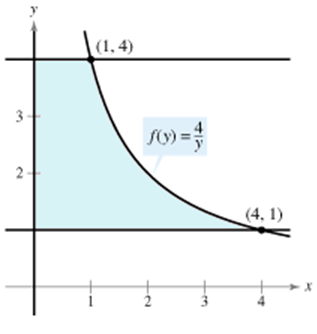 y
(1, 4)
3
f(y) = 4/y
2
(4, 1)
x
1 2 3 4